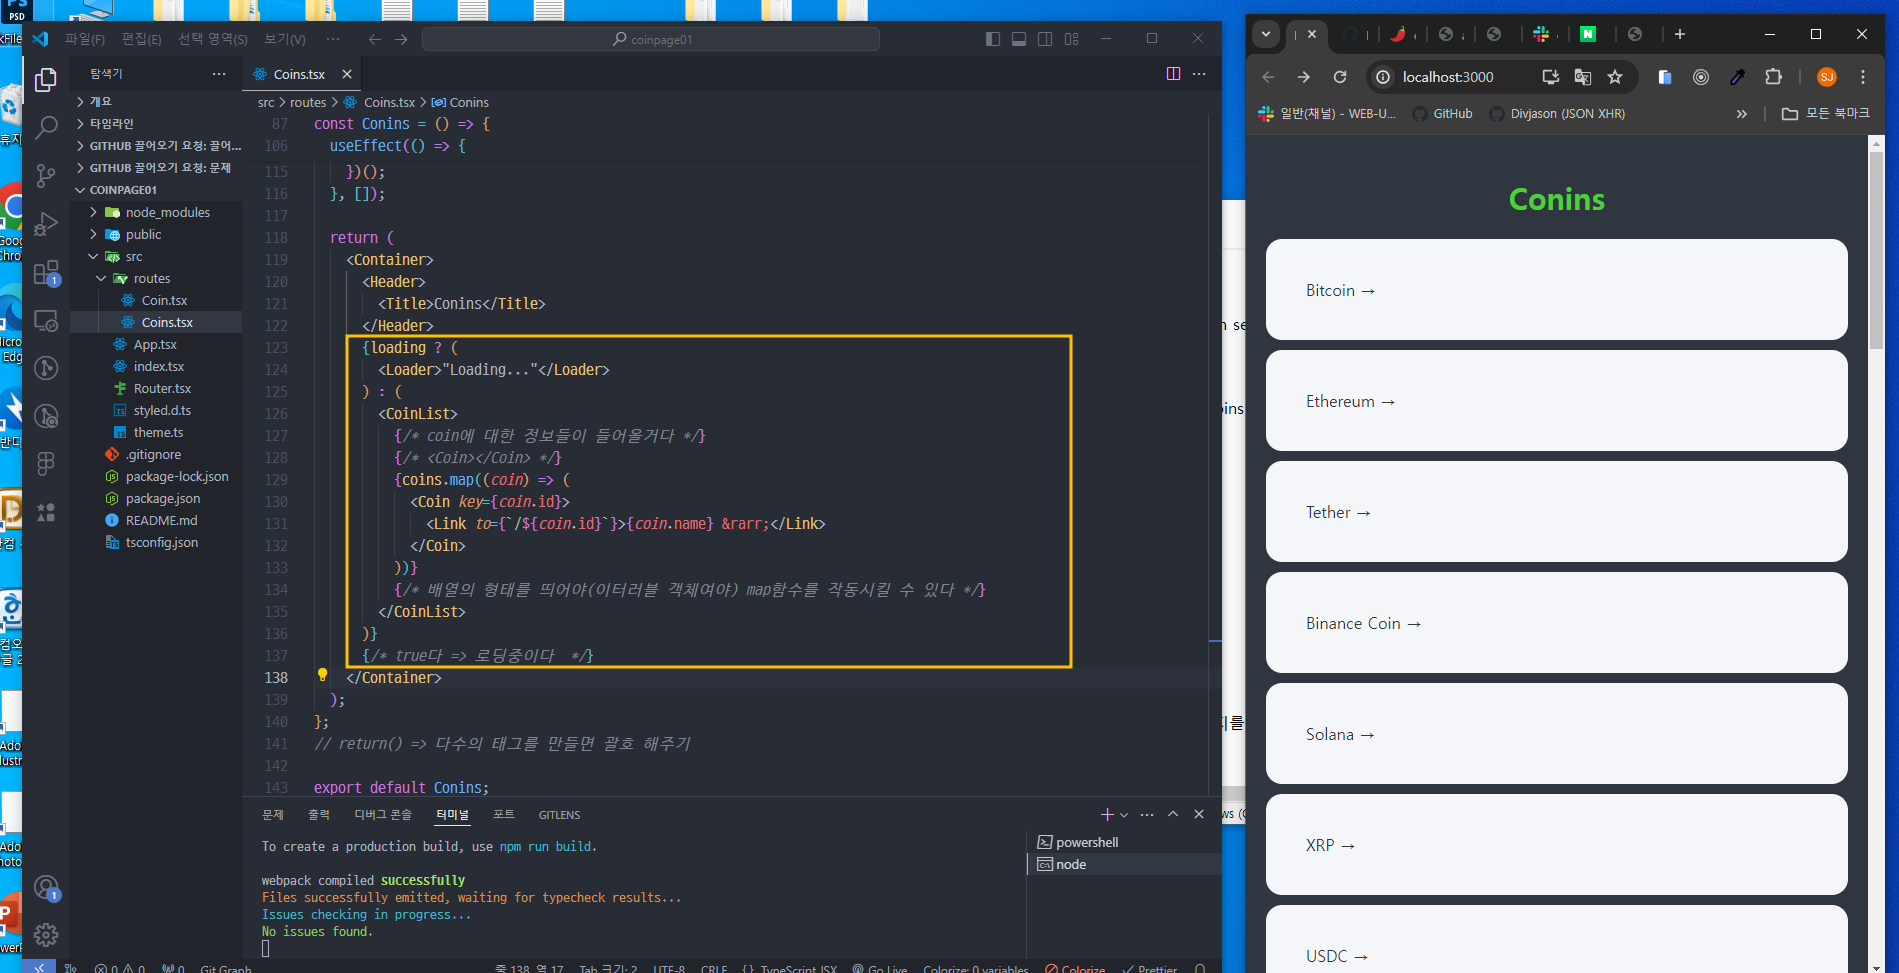 파일(F) 편집(E) 선택 영역(S) 보기(V) ··· coinpage01
탐색기 ···
개요
타임라인
GITHUB 끌어오기 요청: 끌어...
GITHUB 끌어오기 요청: 문제
COINPAGE01
node_modules
public
src
routes
Coin.tsx
Coins.tsx
App.tsx
index.tsx
Router.tsx
styled.d.ts
theme.ts
.gitignore
package-lock.json
package.json
README.md
tsconfig.json
1
1
Coins.tsx
src > routes > Coins.tsx > Conins
87 const Conins = () => {
106 useEffect(() => {
115 })();
116 }, []);
117
118 return (
119 <Container>
120 <Header>
121 <Title>Conins</Title>
122 </Header>
123 {loading ? (
124 <Loader>"Loading..."</Loader>
125 ) : (
126 <CoinList>
127 {/* coin에 대한 정보들이 들어올거다 */}
128 {/* <Coin></Coin> */}
129 {coins.map((coin) => (
130 <Coin key={coin.id}>
131 <Link to={`/${coin.id}`}>{coin.name} &rarr;</Link>
132 </Coin>
133 ))}
134 {/* 배열의 형태를 띄어야(이터러블 객체여야) map함수를 작동시킬 수 있다 */}
135 </CoinList>
136 )}
137 {/* true다 => 로딩중이다 */}
138 </Container>
139 );
140 };
141 // return() => 다수의 태그를 만들면 괄호 해주기
142
143 export default Conins;
문제 출력 디버그 콘솔 터미널 포트 GITLENS
To create a production build, use npm run build.
webpack compiled successfully
Files successfully emitted, waiting for typecheck results...
Issues checking in progress...
No issues found.
powershell
node
줄 138, 열 17 Tab 크기: 2 UTF-8 CRLF {} TypeScript JSX Go Live Colorize: 0 variables Colorize Prettier
Git Graph
localhost:3000
SJ
일반(채널) - WEB-U... GitHub Divjason (JSON XHR) » 모든 북마크
Conins
Bitcoin →
Ethereum →
Tether →
Binance Coin →
Solana →
XRP →
USDC →